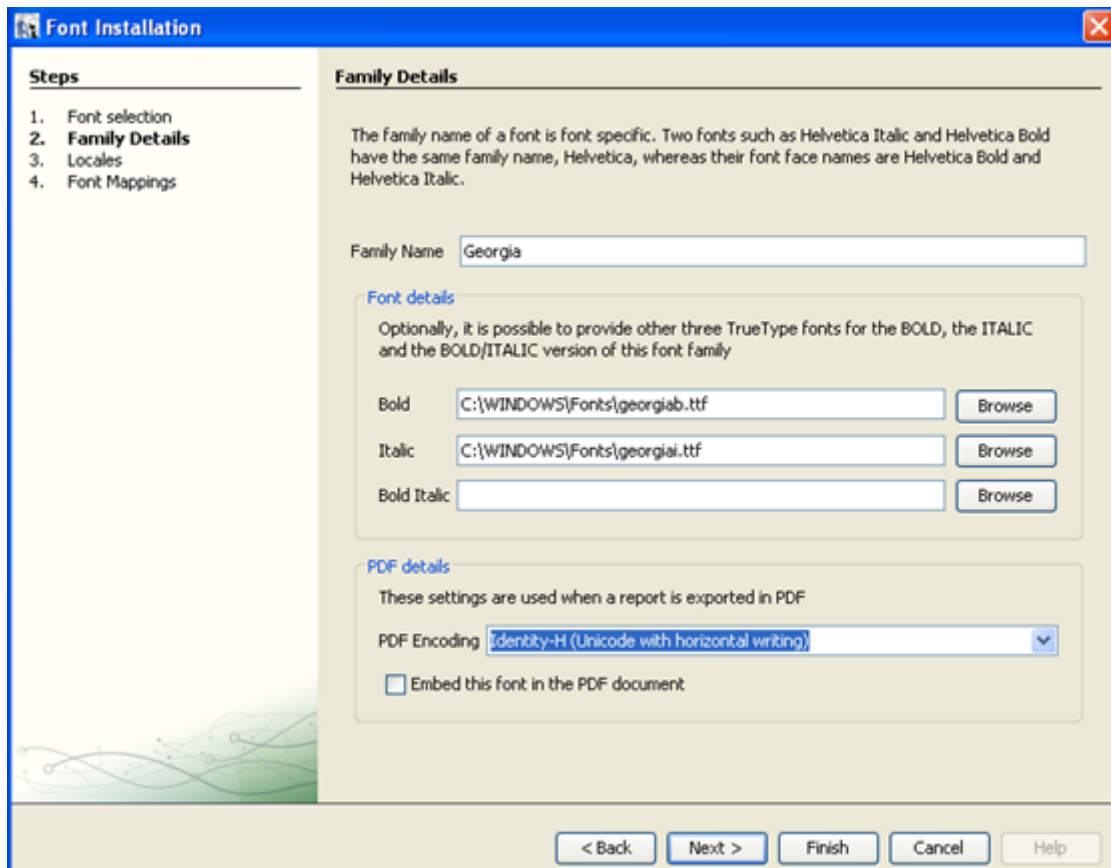 Font Installation
Steps
1. Font selection
2. Family Details
3. Locales
4. Font Mappings
Family Details
The family name of a font is font specific. Two fonts such as Helvetica Italic and Helvetica Bold
have the same family name, Helvetica, whereas their font face names are Helvetica Bold and
Helvetica Italic.
Family Name Georgia
Font details
Optionally, it is possible to provide other three TrueType fonts for the BOLD, the ITALIC
and the BOLD/ITALIC version of this font family
Bold C:\WINDOWS\Fonts\georgiab.ttf Browse
Italic C:\WINDOWS\Fonts\georgiai.ttf Browse
Bold Italic Browse
PDF details
These settings are used when a report is exported in PDF
PDF Encoding Identity-H (Unicode with horizontal writing)
Embed this font in the PDF document
< Back Next > Finish Cancel Help